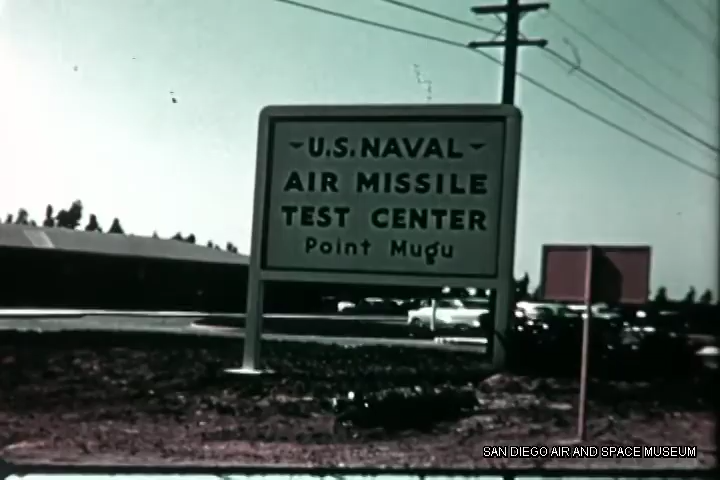 U.S. NAVAL
AIR MISSILE
TEST CENTER
Point Mugu
SAN DIEGO AIR AND SPACE MUSEUM